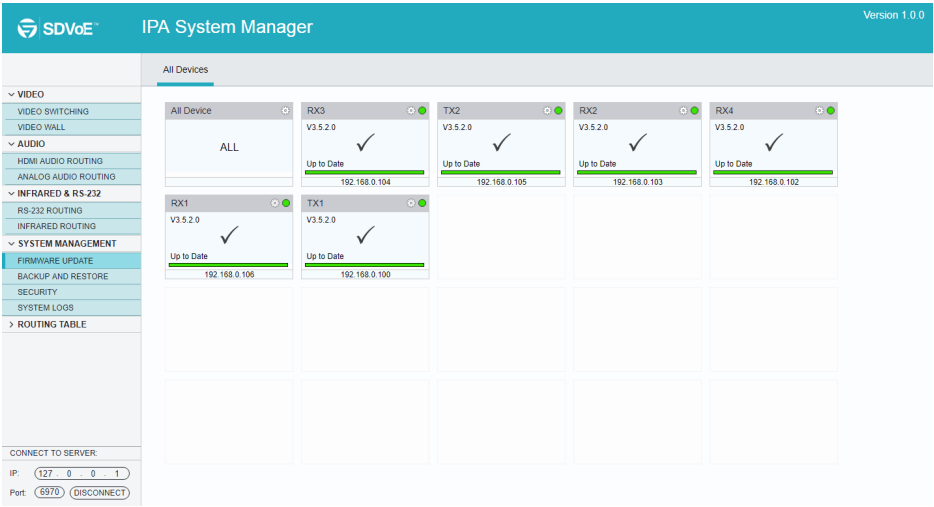 SDVoE™
IPA System Manager
Version 1.0.0
All Devices
VIDEO
VIDEO SWITCHING
VIDEO WALL
AUDIO
HDMI AUDIO ROUTING
ANALOG AUDIO ROUTING
INFRARED & RS-232
RS-232 ROUTING
INFRARED ROUTING
SYSTEM MANAGEMENT
FIRMWARE UPDATE
BACKUP AND RESTORE
SECURITY
SYSTEM LOGS
ROUTING TABLE
CONNECT TO SERVER:
IP: 127 . 0 . 0 . 1
Port: 6970 DISCONNECT
All Device
ALL
RX3
V3.5.2.0
Up to Date
192.168.0.104
TX2
V3.5.2.0
Up to Date
192.168.0.105
RX2
V3.5.2.0
Up to Date
192.168.0.103
RX4
V3.5.2.0
Up to Date
192.168.0.102
RX1
V3.5.2.0
Up to Date
192.168.0.106
TX1
V3.5.2.0
Up to Date
192.168.0.100